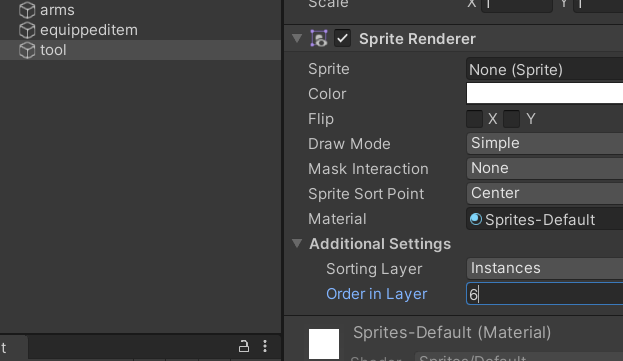 arms
equippeditem
tool
Scale X 1 Y 1
Sprite Renderer
Sprite None (Sprite)
Color
Flip X Y
Draw Mode Simple
Mask Interaction None
Sprite Sort Point Center
Material Sprites-Default
Additional Settings
Sorting Layer Instances
Order in Layer 6
t
Sprites-Default (Material)
Shader Sprites/Default